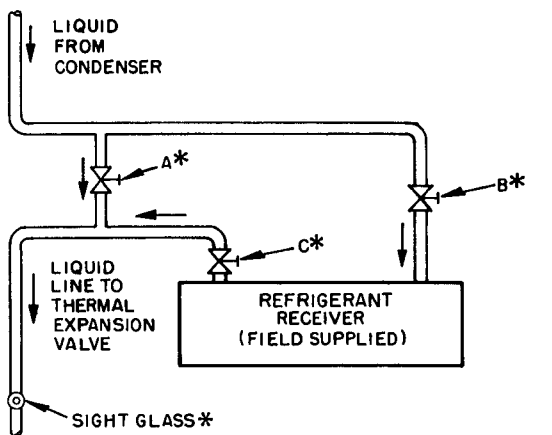 LIQUID
FROM
CONDENSER
A*
B*
C*
LIQUID
LINE TO
THERMAL
EXPANSION
VALVE
REFRIGERANT
RECEIVER
(FIELD SUPPLIED)
SIGHT GLASS*